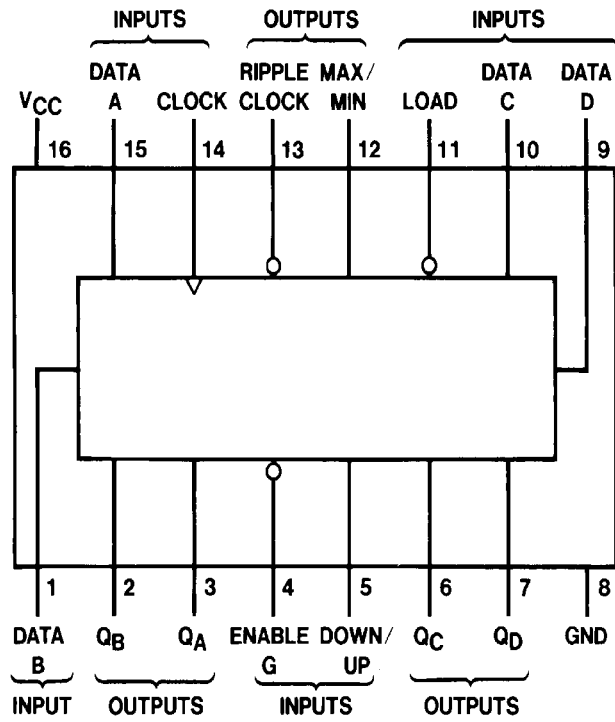 INPUTS OUTPUTS INPUTS
DATA RIPPLE MAX/ DATA DATA
VCC A CLOCK CLOCK MIN LOAD C D
16 15 14 13 12 11 10 9
1 2 3 4 5 6 7 8
DATA QB QA ENABLE DOWN/ QC QD GND
B G UP
INPUT OUTPUTS INPUTS OUTPUTS